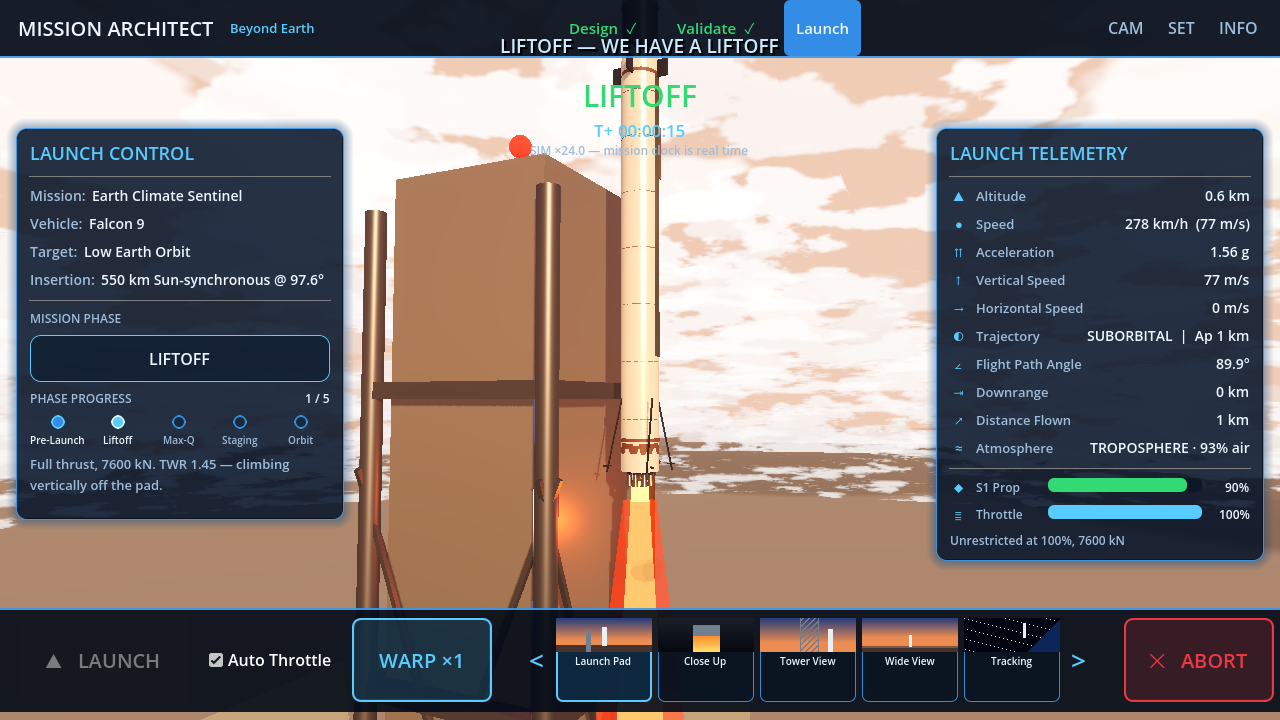 MISSION ARCHITECT
Beyond Earth
Design ✓
Validate ✓
Launch
CAM
SET
INFO
LIFTOFF — WE HAVE A LIFTOFF
LIFTOFF
T+ 00:00:15
SIM ×24.0 — mission clock is real time
LAUNCH CONTROL
Mission: Earth Climate Sentinel
Vehicle: Falcon 9
Target: Low Earth Orbit
Insertion: 550 km Sun-synchronous @ 97.6°
MISSION PHASE
LIFTOFF
PHASE PROGRESS 1 / 5
Pre-Launch Liftoff Max-Q Staging Orbit
Full thrust, 7600 kN. TWR 1.45 — climbing
vertically off the pad.
LAUNCH TELEMETRY
Altitude 0.6 km
Speed 278 km/h (77 m/s)
Acceleration 1.56 g
Vertical Speed 77 m/s
Horizontal Speed 0 m/s
Trajectory SUBORBITAL | Ap 1 km
Flight Path Angle 89.9°
Downrange 0 km
Distance Flown 1 km
Atmosphere TROPOSPHERE · 93% air
S1 Prop 90%
Throttle 100%
Unrestricted at 100%, 7600 kN
▲ LAUNCH
Auto Throttle
WARP ×1
<
Launch Pad
Close Up
Tower View
Wide View
Tracking
>
ABORT